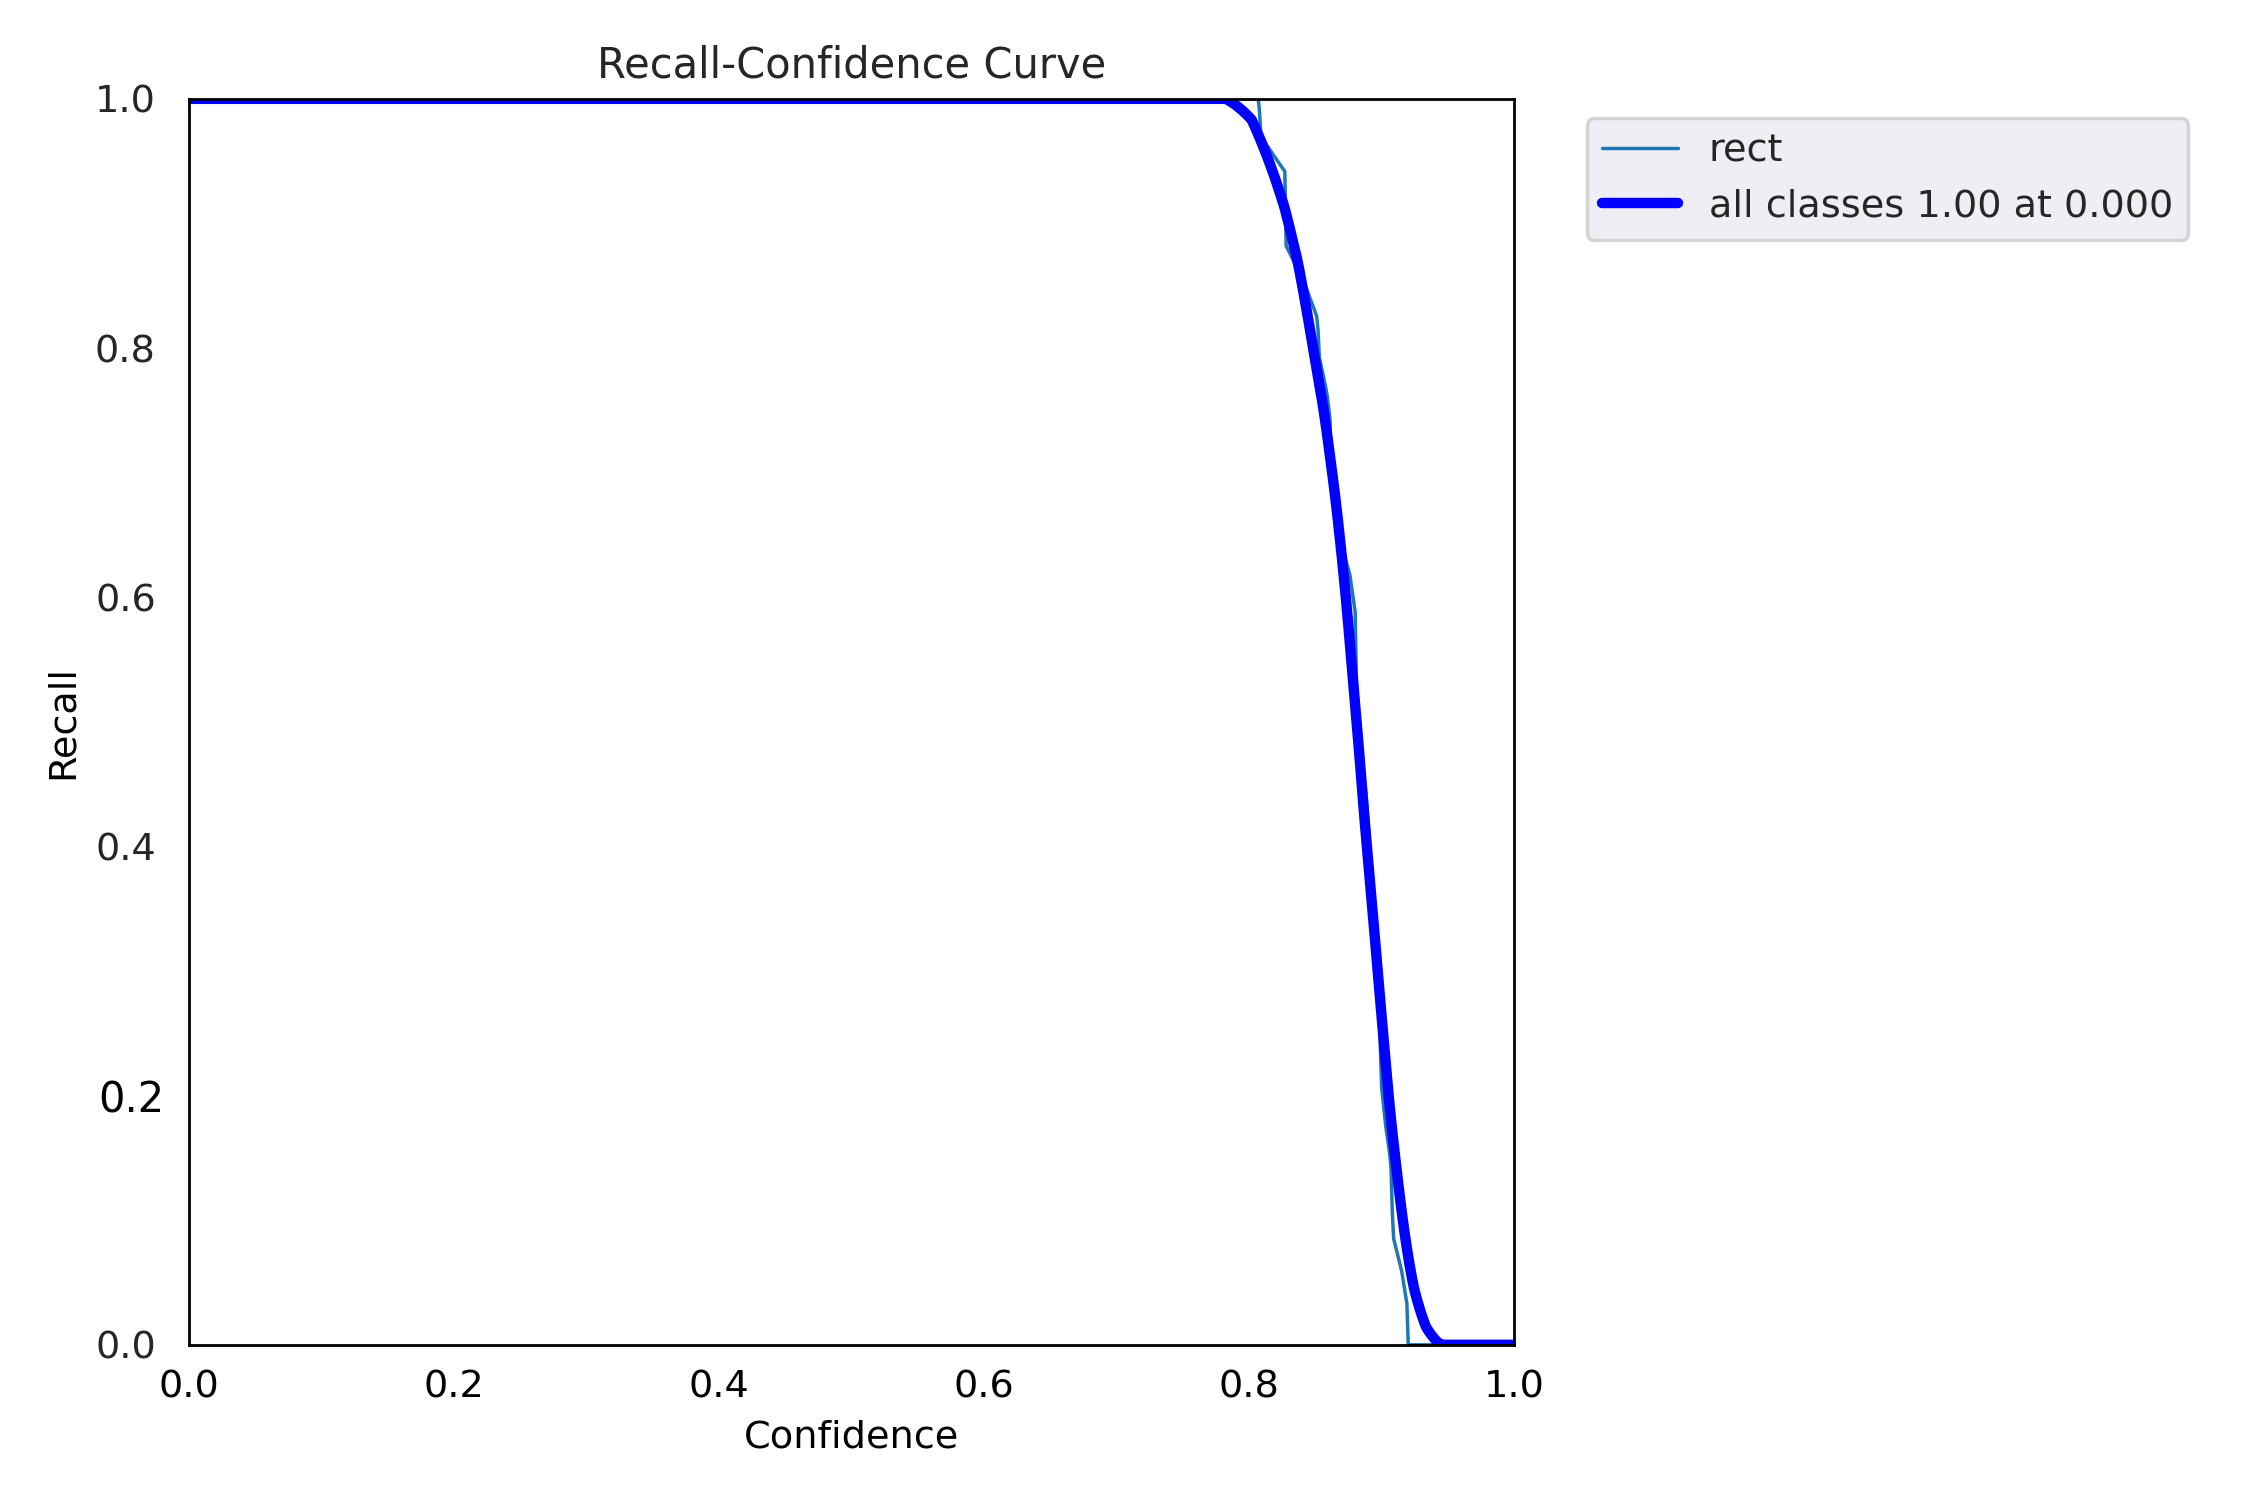 Recall-Confidence Curve
1.0
0.8
0.6
0.4
0.2
0.0
Recall
0.0 0.2 0.4 0.6 0.8 1.0
Confidence
rect
all classes 1.00 at 0.000